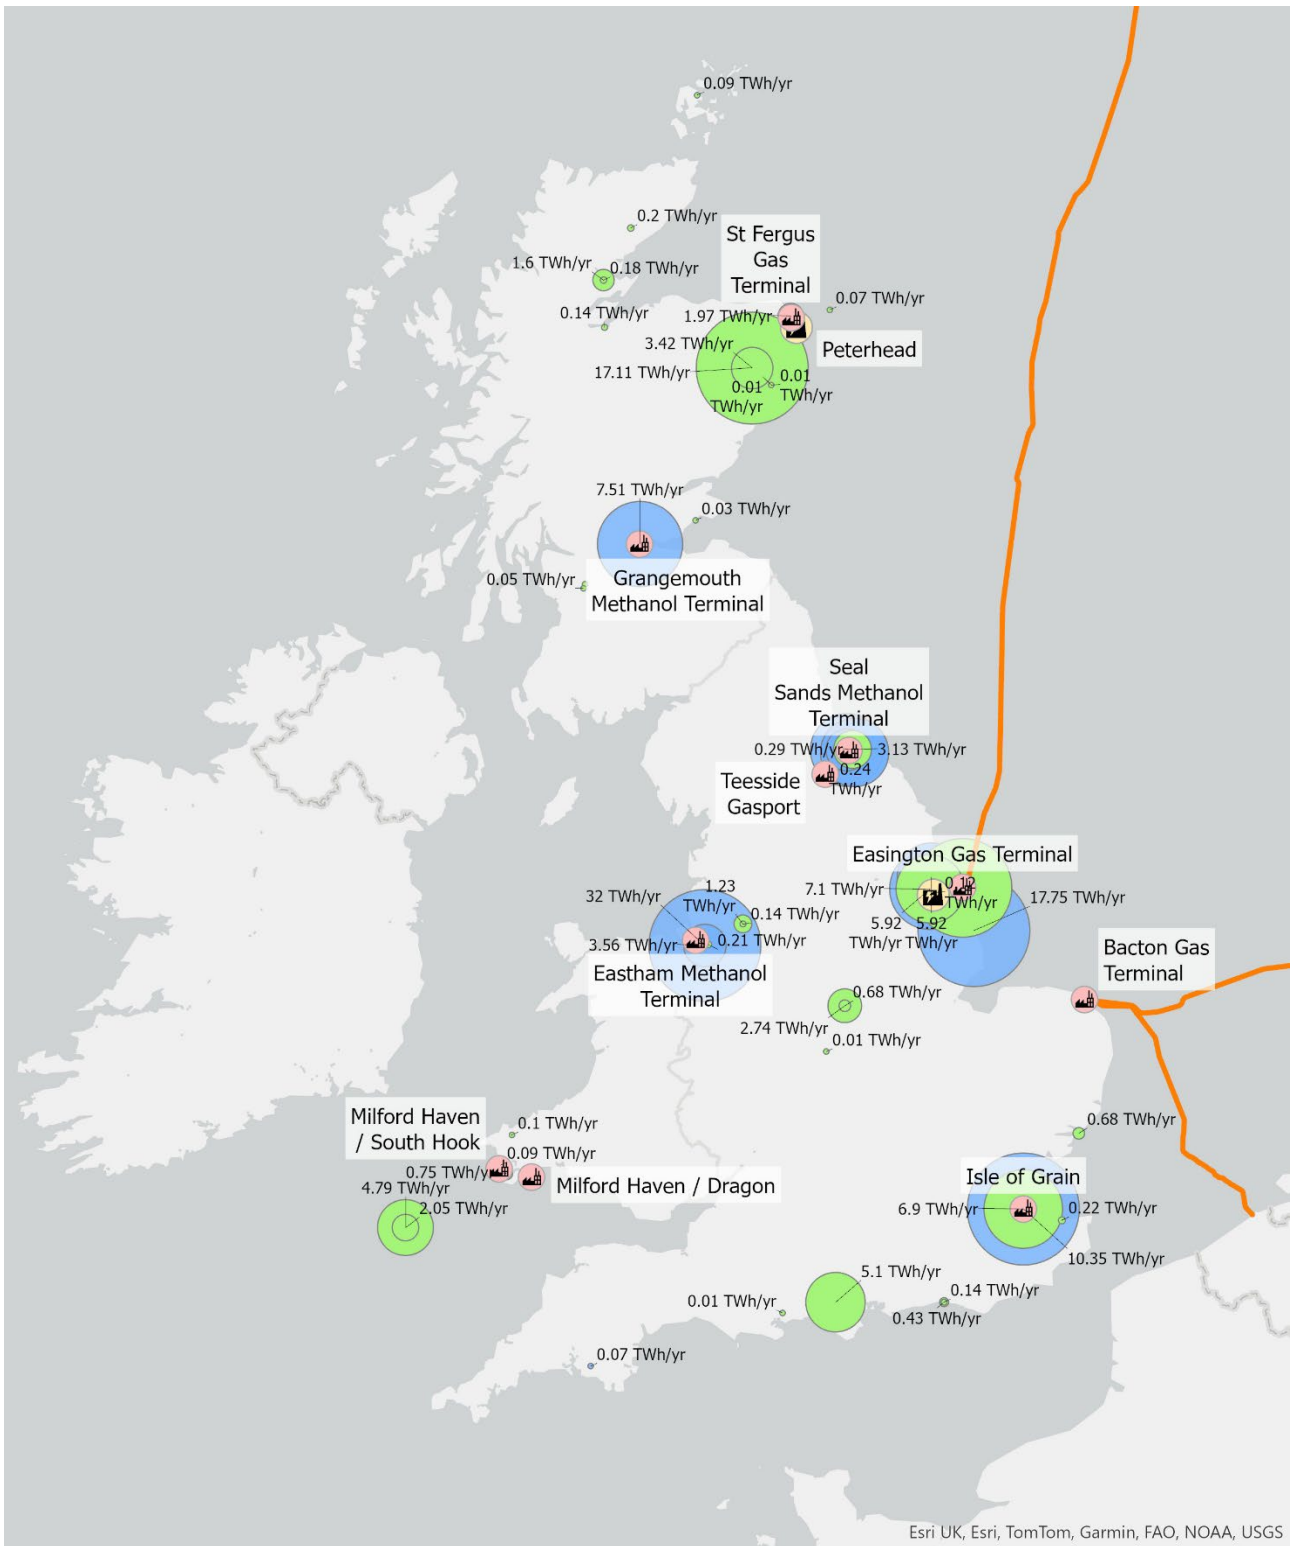 0.09 TWh/yr
0.2 TWh/yr
St Fergus
Gas
Terminal
1.6 TWh/yr
0.18 TWh/yr
0.14 TWh/yr
0.07 TWh/yr
1.97 TWh/yr
Peterhead
3.42 TWh/yr
17.11 TWh/yr
0.01
TWh/yr
0.01
TWh/yr
7.51 TWh/yr
0.03 TWh/yr
0.05 TWh/yr
Grangemouth
Methanol Terminal
Seal
Sands Methanol
Terminal
0.29 TWh/yr
3.13 TWh/yr
0.24
TWh/yr
Teesside
Gasport
Easington Gas Terminal
7.1 TWh/yr
0.12
TWh/yr
17.75 TWh/yr
5.92
TWh/yr
5.92
TWh/yr
32 TWh/yr
1.23
TWh/yr
0.14 TWh/yr
3.56 TWh/yr
0.21 TWh/yr
Eastham Methanol
Terminal
Bacton Gas
Terminal
0.68 TWh/yr
2.74 TWh/yr
0.01 TWh/yr
Milford Haven
/ South Hook
0.1 TWh/yr
0.09 TWh/yr
0.75 TWh/yr
Milford Haven / Dragon
4.79 TWh/yr
2.05 TWh/yr
0.68 TWh/yr
Isle of Grain
6.9 TWh/yr
0.22 TWh/yr
10.35 TWh/yr
5.1 TWh/yr
0.01 TWh/yr
0.14 TWh/yr
0.43 TWh/yr
0.07 TWh/yr
Esri UK, Esri, TomTom, Garmin, FAO, NOAA, USGS